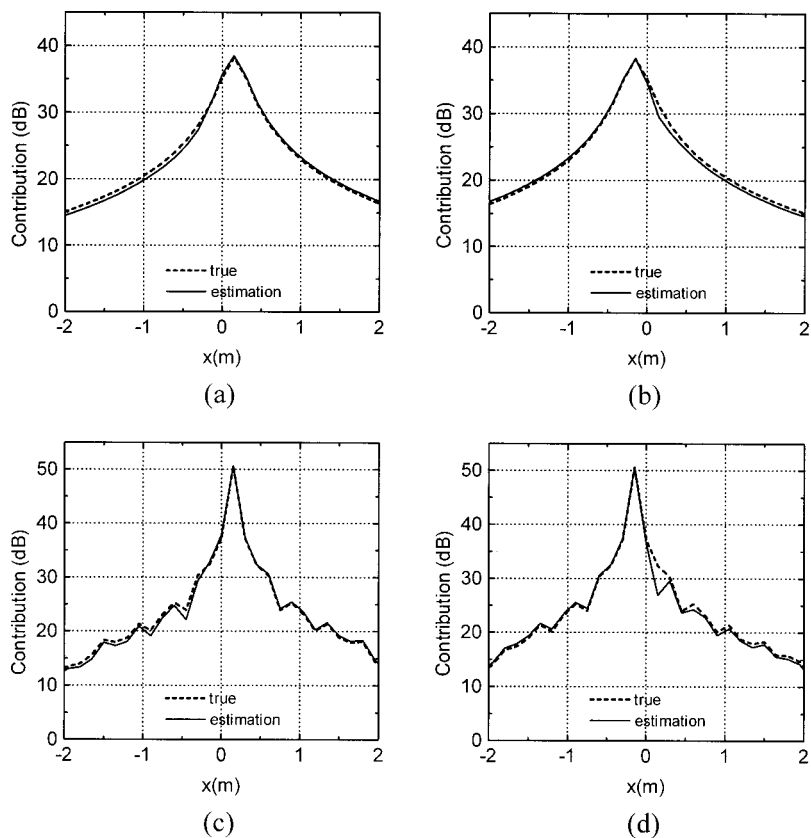 40
30
20
10
0
Contribution (dB)
true
estimation
-2 -1 0 1 2
x(m)
(a)
40
30
20
10
0
Contribution (dB)
true
estimation
-2 -1 0 1 2
x(m)
(b)
50
40
30
20
10
0
Contribution (dB)
true
estimation
-2 -1 0 1 2
x(m)
(c)
50
40
30
20
10
0
Contribution (dB)
true
estimation
-2 -1 0 1 2
x(m)
(d)